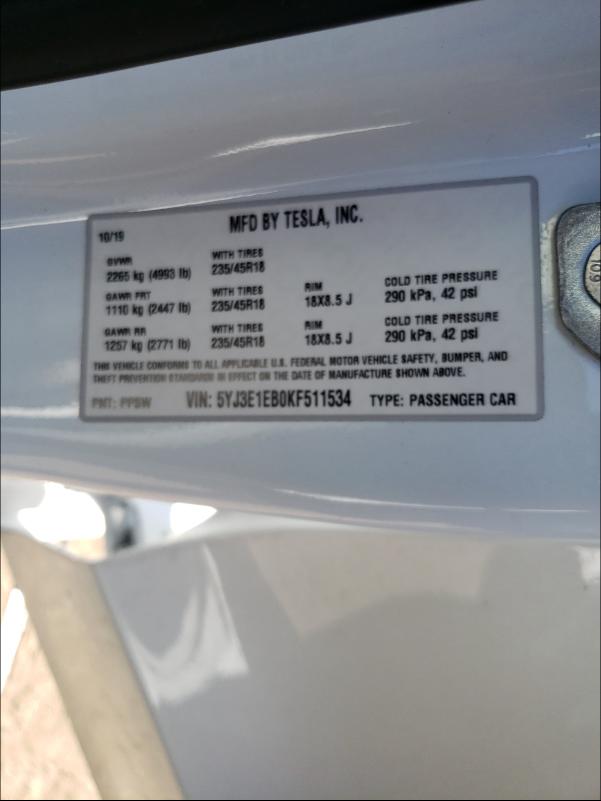 MFD BY TESLA, INC.
10/19
GVWR WITH TIRES
2265 kg (4993 lb) 235/45R18
GAWR FRT WITH TIRES RIM COLD TIRE PRESSURE
1110 kg (2447 lb) 235/45R18 18X8.5 J 290 kPa, 42 psi
GAWR RR WITH TIRES RIM COLD TIRE PRESSURE
1257 kg (2771 lb) 235/45R18 18X8.5 J 290 kPa, 42 psi
THIS VEHICLE CONFORMS TO ALL APPLICABLE U.S. FEDERAL MOTOR VEHICLE SAFETY, BUMPER, AND
THEFT PREVENTION STANDARDS IN EFFECT ON THE DATE OF MANUFACTURE SHOWN ABOVE.
PNT: PPSW VIN: 5YJ3E1EB0KF511534 TYPE: PASSENGER CAR